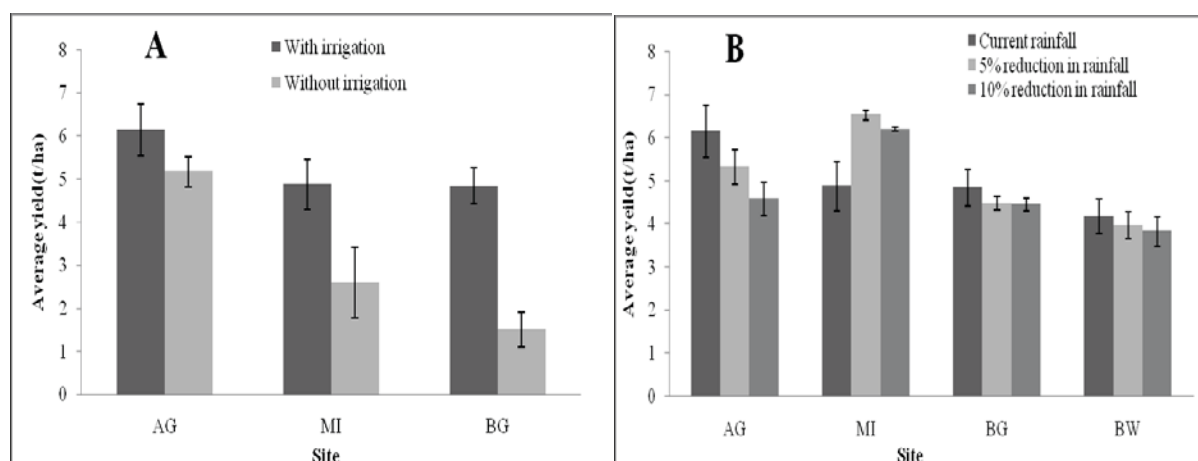 A
With irrigation
Without irrigation
Average yield(t/ha)
8
7
6
5
4
3
2
1
0
AG MI BG
Site
B
Current rainfall
5% reduction in rainfall
10% reduction in rainfall
Average yeild(t/ha)
8
7
6
5
4
3
2
1
0
AG MI BG BW
Site